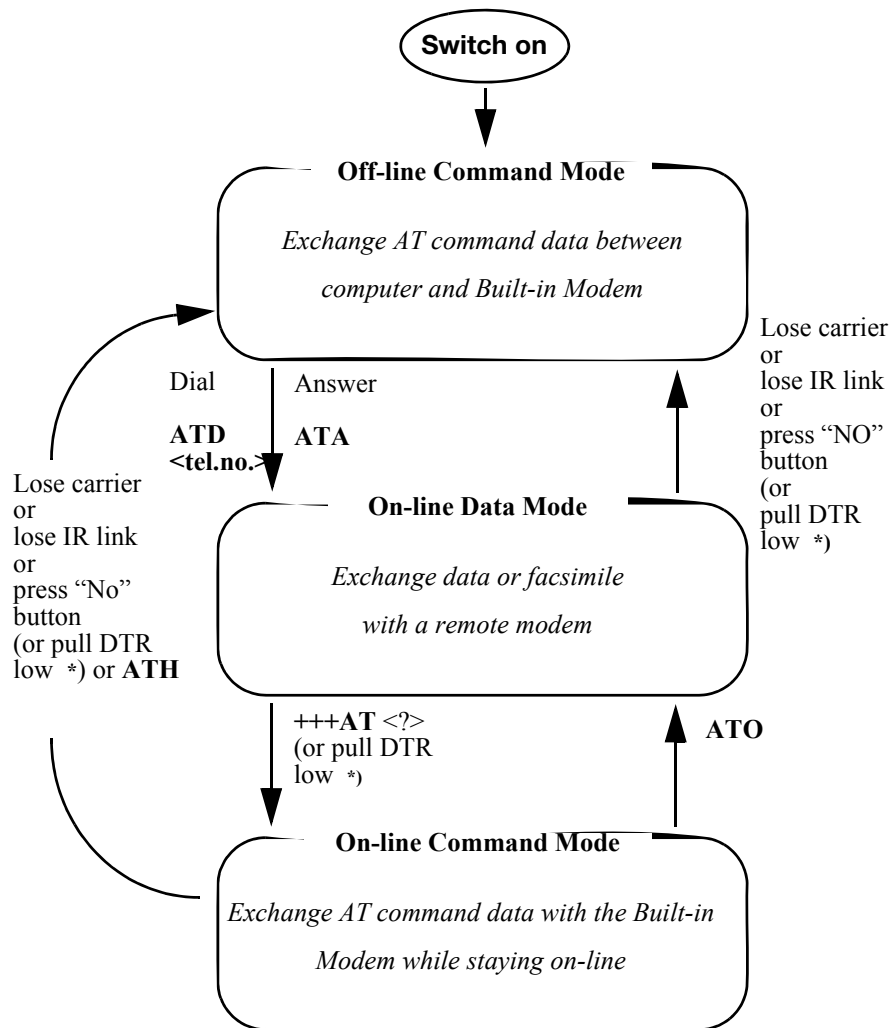 Switch on
Off-line Command Mode
Exchange AT command data between
computer and Built-in Modem
Lose carrier
or
lose IR link
or
press “NO”
button
(or
pull DTR
low *)
Dial
Answer
ATD
<tel.no.>
ATA
Lose carrier
or
lose IR link
or
press “No”
button
(or pull DTR
low *) or ATH
On-line Data Mode
Exchange data or facsimile
with a remote modem
+++AT <?>
(or pull DTR
low *)
ATO
On-line Command Mode
Exchange AT command data with the Built-in
Modem while staying on-line